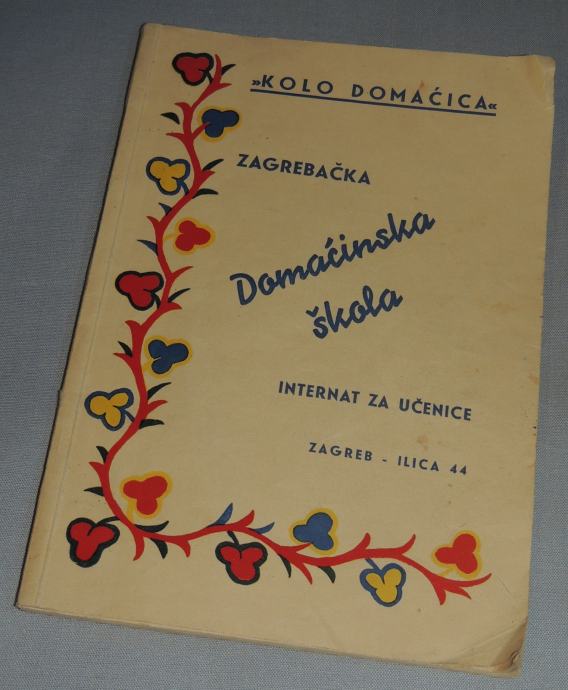 »KOLO DOMAĆICA«
ZAGREBAČKA
Domaćinska
škola
INTERNAT ZA UČENICE
ZAGREB - ILICA 44